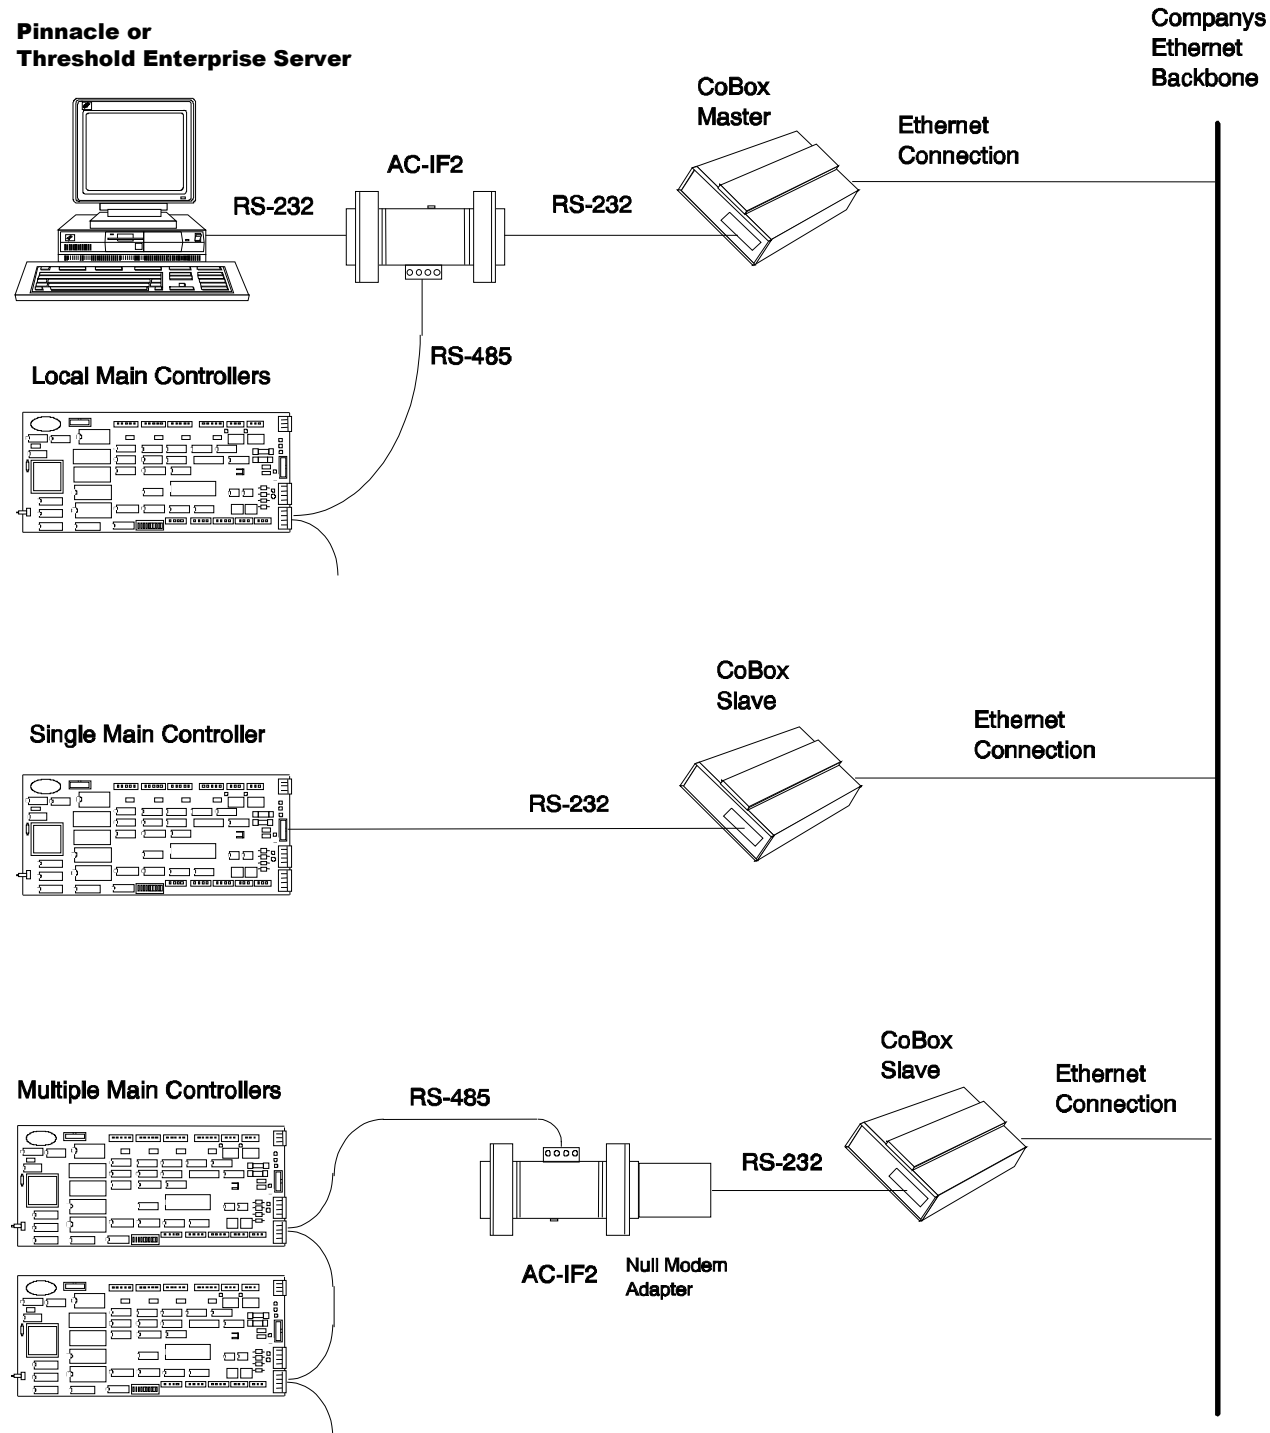 Pinnacle or
Threshold Enterprise Server
Companys
Ethernet
Backbone
CoBox
Master
Ethernet
Connection
AC-IF2
RS-232
RS-232
RS-485
Local Main Controllers
CoBox
Slave
Ethernet
Connection
Single Main Controller
RS-232
CoBox
Slave
Ethernet
Connection
Multiple Main Controllers
RS-485
RS-232
AC-IF2
Null Modem
Adapter